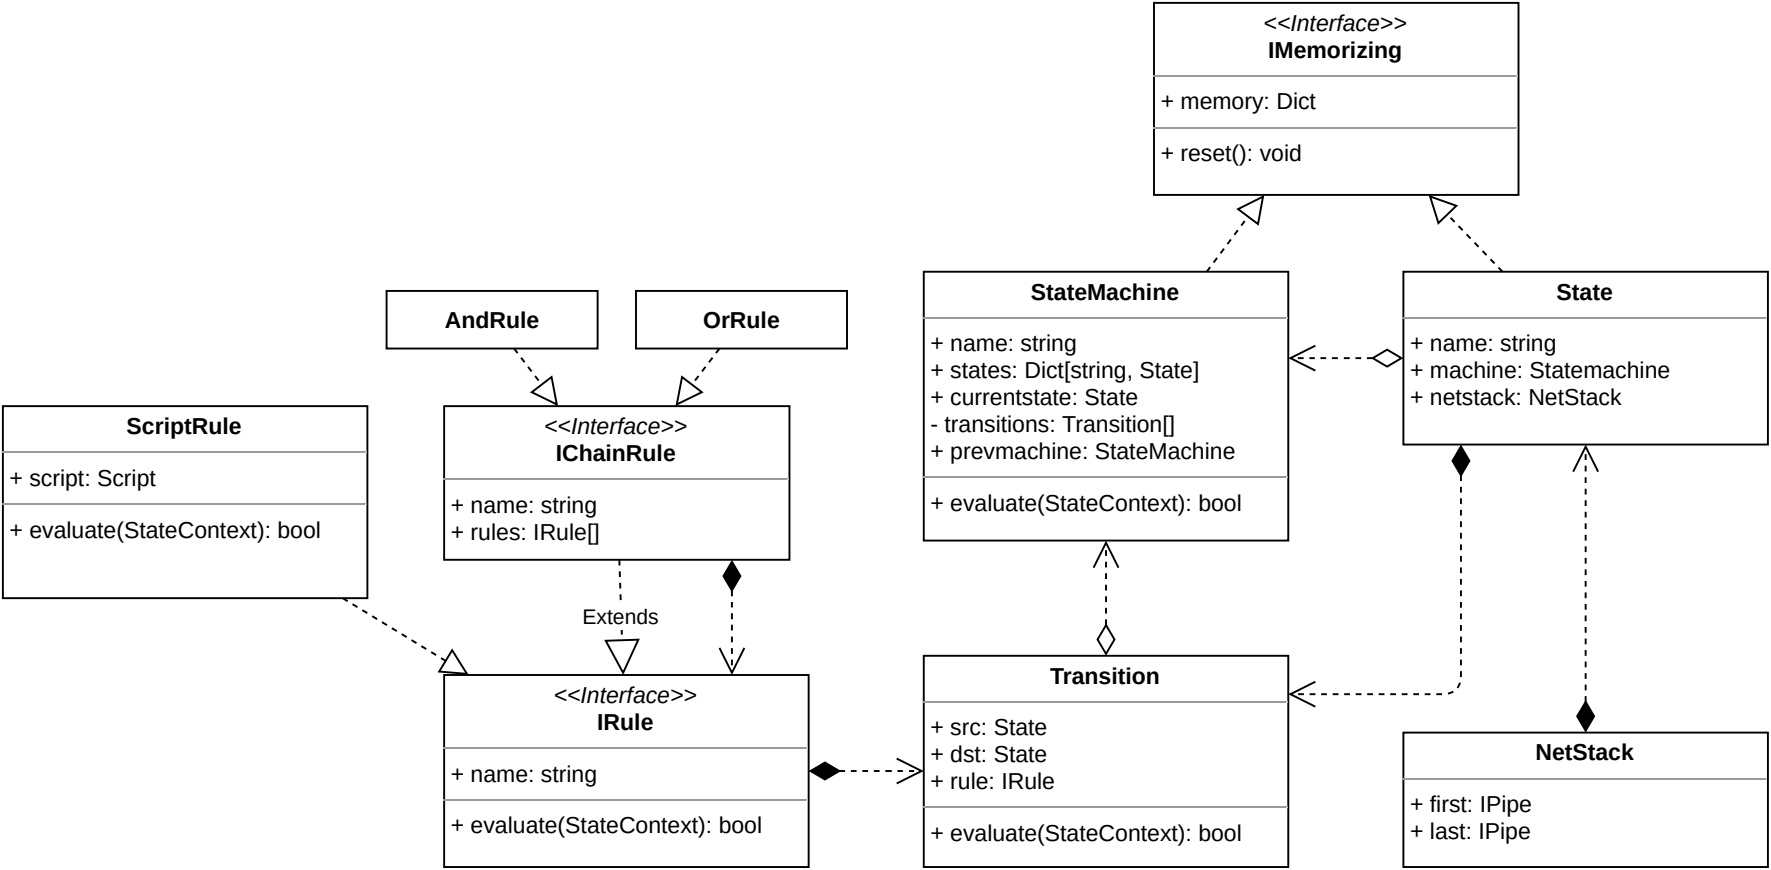 <<Interface>>
IMemorizing
+ memory: Dict
+ reset(): void
StateMachine
+ name: string
+ states: Dict[string, State]
+ currentstate: State
- transitions: Transition[]
+ prevmachine: StateMachine
+ evaluate(StateContext): bool
State
+ name: string
+ machine: Statemachine
+ netstack: NetStack
AndRule
OrRule
ScriptRule
+ script: Script
+ evaluate(StateContext): bool
<<Interface>>
IChainRule
+ name: string
+ rules: IRule[]
Extends
<<Interface>>
IRule
+ name: string
+ evaluate(StateContext): bool
Transition
+ src: State
+ dst: State
+ rule: IRule
+ evaluate(StateContext): bool
NetStack
+ first: IPipe
+ last: IPipe